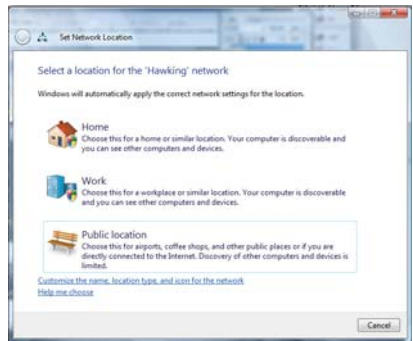 Set Network Location
Select a location for the 'Hawking' network
Windows will automatically apply the correct network settings for the location.
Home
Choose this for a home or similar location. Your computer is discoverable and
you can see other computers and devices.
Work
Choose this for a workplace or similar location. Your computer is discoverable
and you can see other computers and devices.
Public location
Choose this for airports, coffee shops, and other public places or if you are
directly connected to the Internet. Discovery of other computers and devices is
limited.
Customize the name, location type, and icon for the network
Help me choose
Cancel